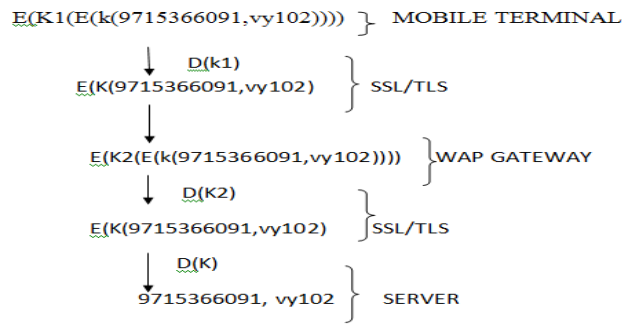 E(K1(E(k(9715366091,vy102)))) MOBILE TERMINAL
D(k1)
E(K(9715366091,vy102) SSL/TLS
E(K2(E(k(9715366091,vy102)))) WAP GATEWAY
D(K2)
E(K(9715366091,vy102) SSL/TLS
D(K)
9715366091, vy102 SERVER